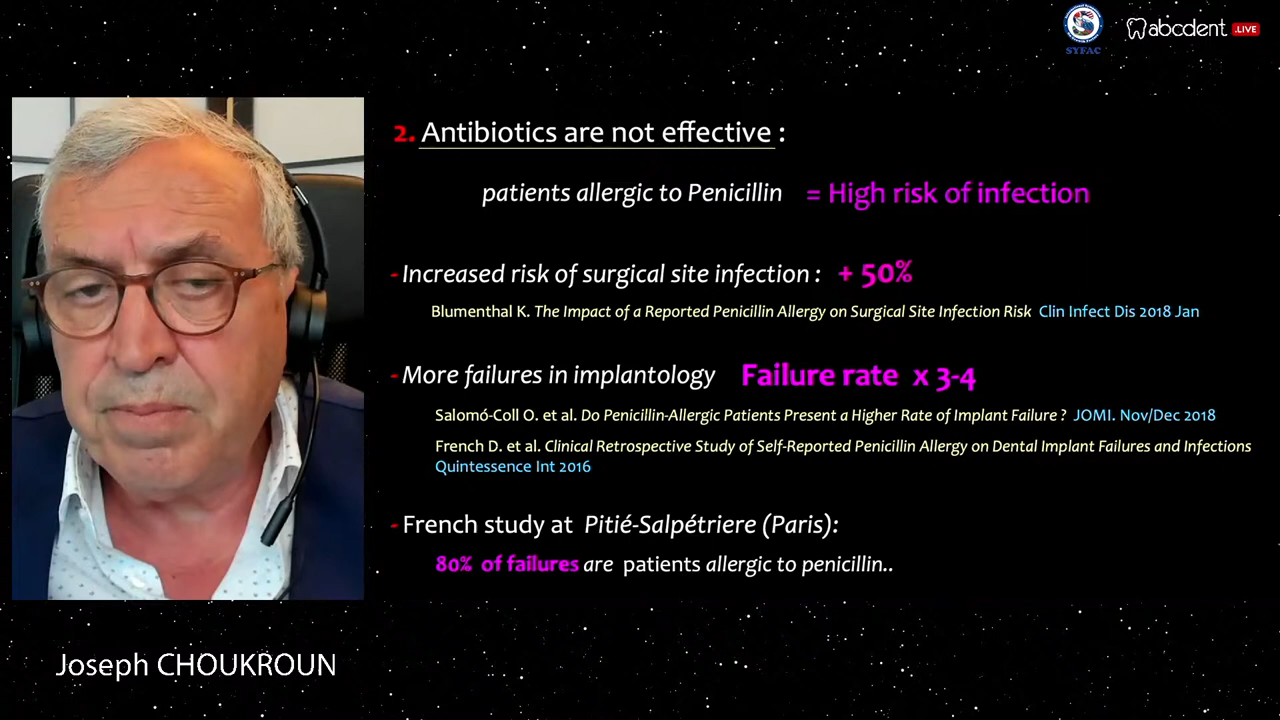 SYFAC
abcdent .LIVE
2. Antibiotics are not effective :
patients allergic to Penicillin = High risk of infection
- Increased risk of surgical site infection : + 50%
Blumenthal K. The Impact of a Reported Penicillin Allergy on Surgical Site Infection Risk Clin Infect Dis 2018 Jan
- More failures in implantology Failure rate x 3-4
Salomó-Coll O. et al. Do Penicillin-Allergic Patients Present a Higher Rate of Implant Failure ? JOMI. Nov/Dec 2018
French D. et al. Clinical Retrospective Study of Self-Reported Penicillin Allergy on Dental Implant Failures and Infections
Quintessence Int 2016
- French study at Pitié-Salpétriere (Paris):
80% of failures are patients allergic to penicillin..
Joseph CHOUKROUN